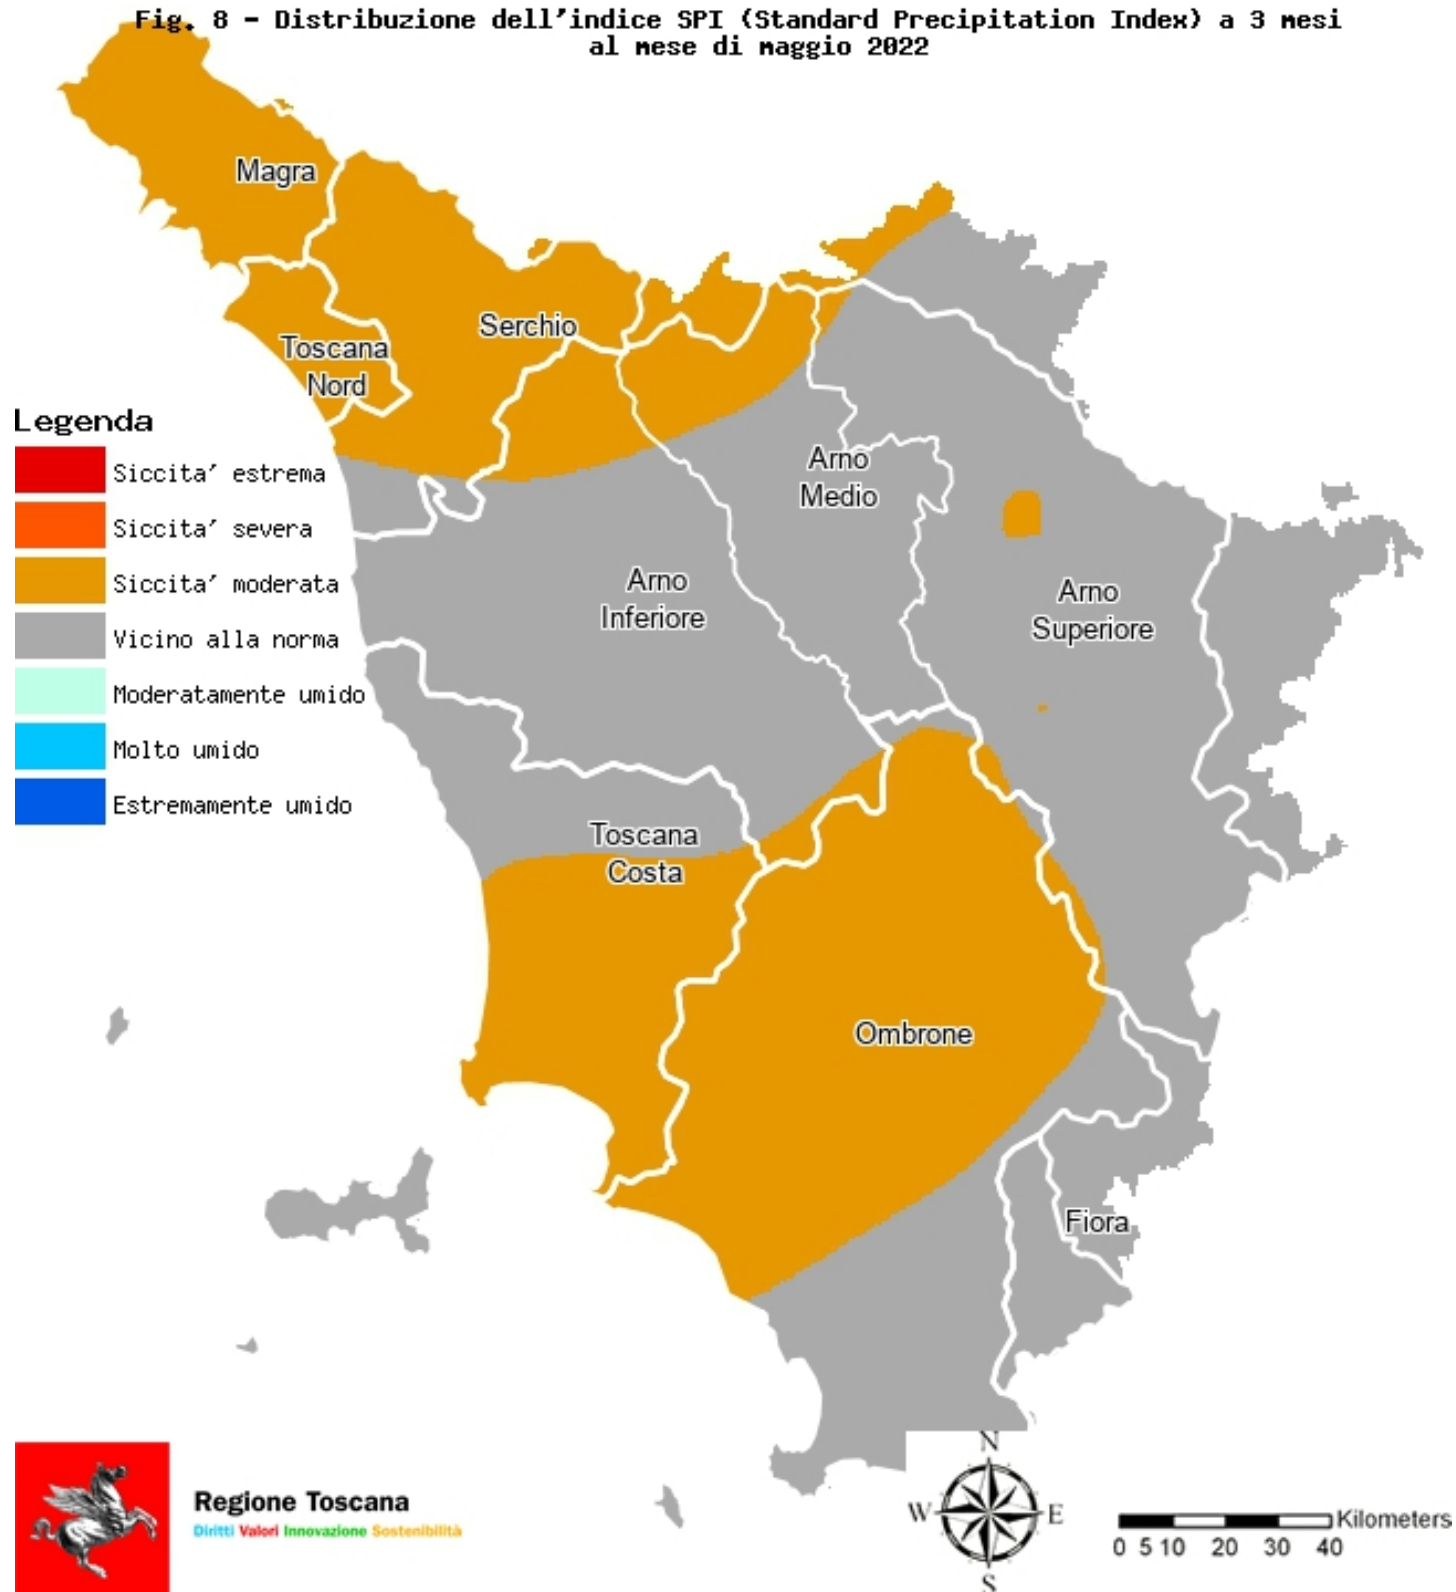 Fig. 8 - Distribuzione dell'indice SPI (Standard Precipitation Index) a 3 mesi
al mese di maggio 2022
Magra
Serchio
Toscana
Nord
Legenda
Siccita' estrema
Siccita' severa
Siccita' moderata
Vicino alla norma
Moderatamente umido
Molto umido
Estremamente umido
Arno
Medio
Arno
Inferiore
Arno
Superiore
Toscana
Costa
Ombrone
Fiora
Regione Toscana
Diritti Valori Innovazione Sostenibilità
N
W
E
S
Kilometers
0 5 10 20 30 40